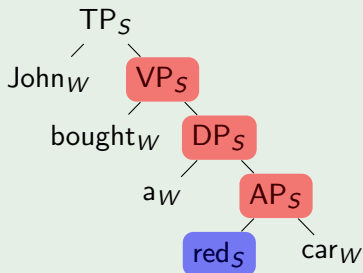 TP_S
John_W VP_S
bought_W DP_S
a_W AP_S
red_S car_W